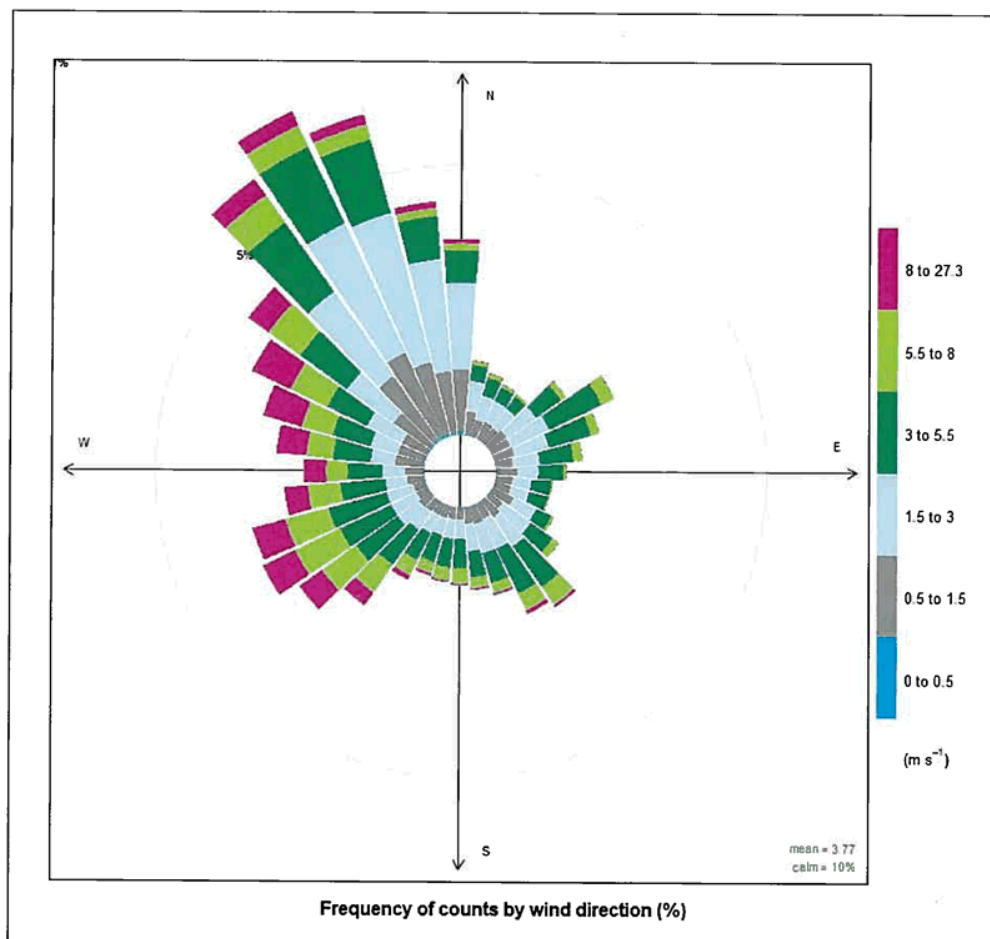 %
N
5%
W
E
S
8 to 27.3
5.5 to 8
3 to 5.5
1.5 to 3
0.5 to 1.5
0 to 0.5
(m s⁻¹)
mean = 3.77
calm = 10%
Frequency of counts by wind direction (%)